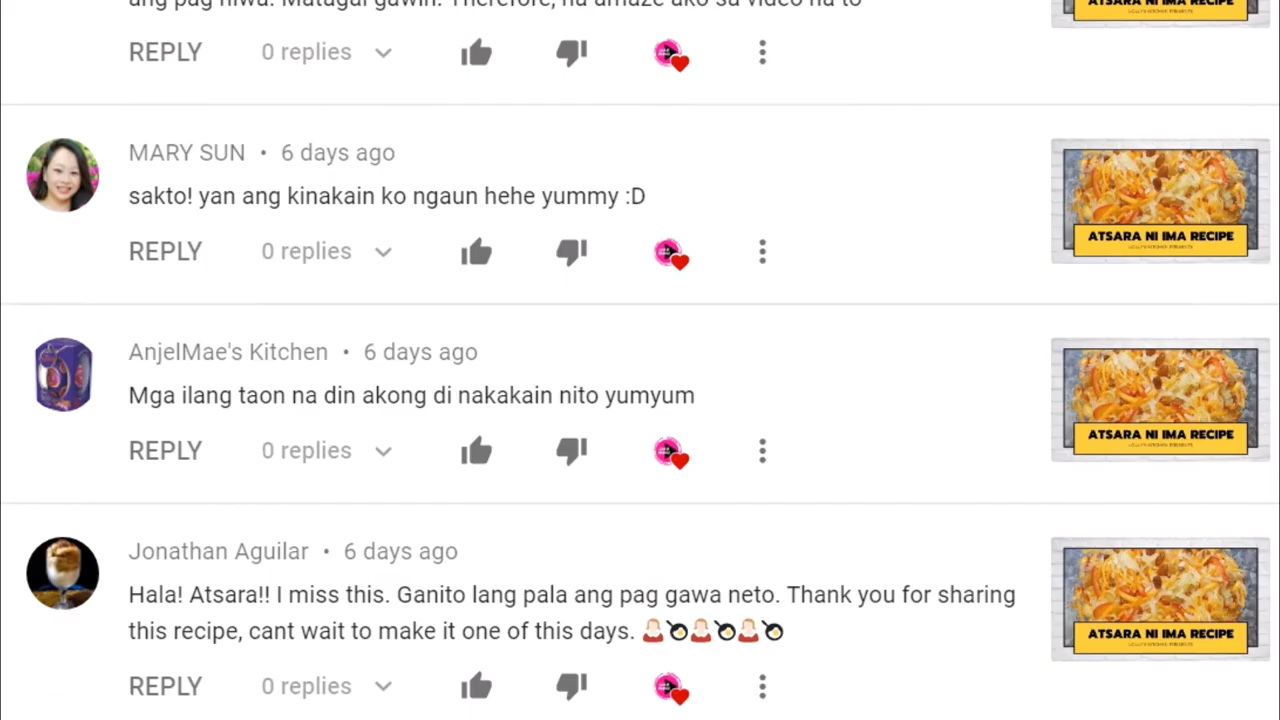 ang pag hiwa. Matagal gawin. Therefore, na amaze ako sa video na to
ATSARA NI IMA RECIPE
REPLY 0 replies
MARY SUN • 6 days ago
sakto! yan ang kinakain ko ngaun hehe yummy :D
REPLY 0 replies
ATSARA NI IMA RECIPE
AnjelMae's Kitchen • 6 days ago
Mga ilang taon na din akong di nakakain nito yumyum
REPLY 0 replies
ATSARA NI IMA RECIPE
Jonathan Aguilar • 6 days ago
Hala! Atsara!! I miss this. Ganito lang pala ang pag gawa neto. Thank you for sharing
this recipe, cant wait to make it one of this days.
REPLY 0 replies
ATSARA NI IMA RECIPE